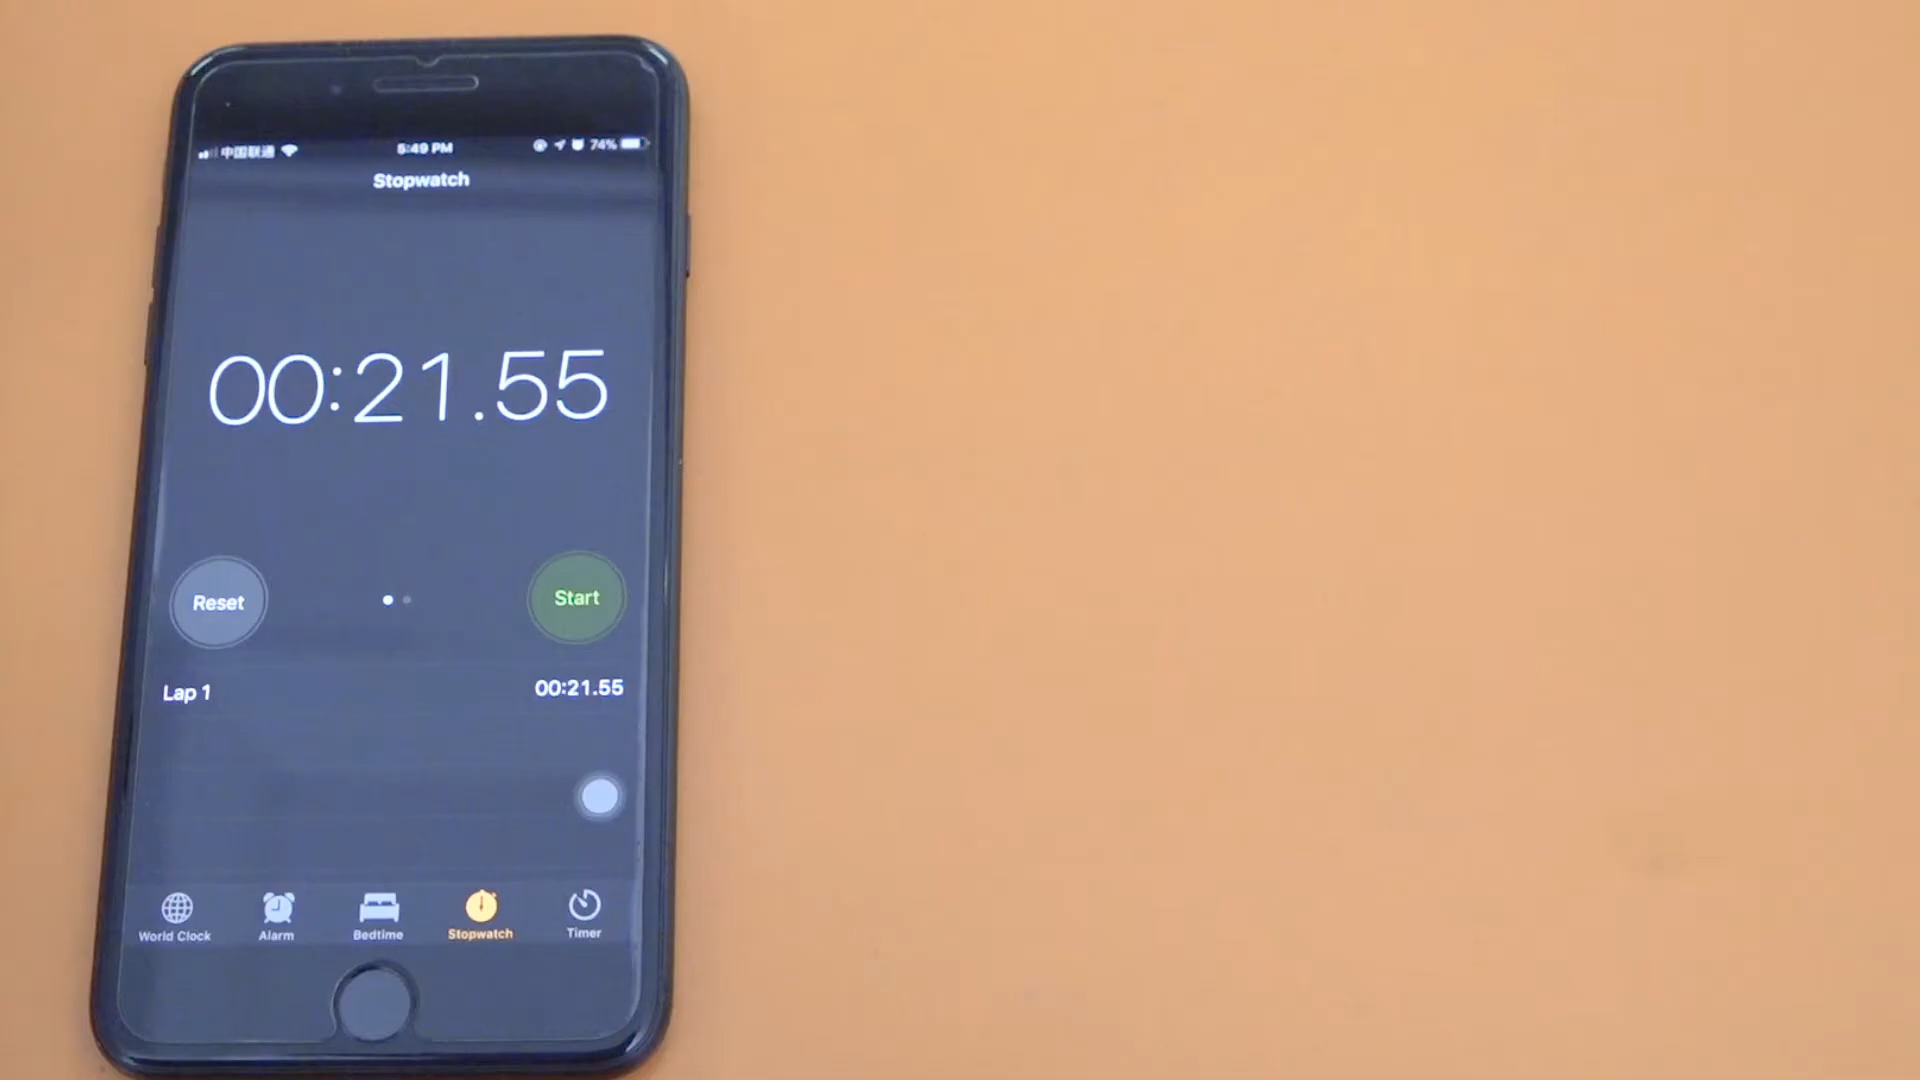 中国联通 5:49 PM 74%
Stopwatch
00:21.55
Reset Start
Lap 1 00:21.55
World Clock Alarm Bedtime Stopwatch Timer